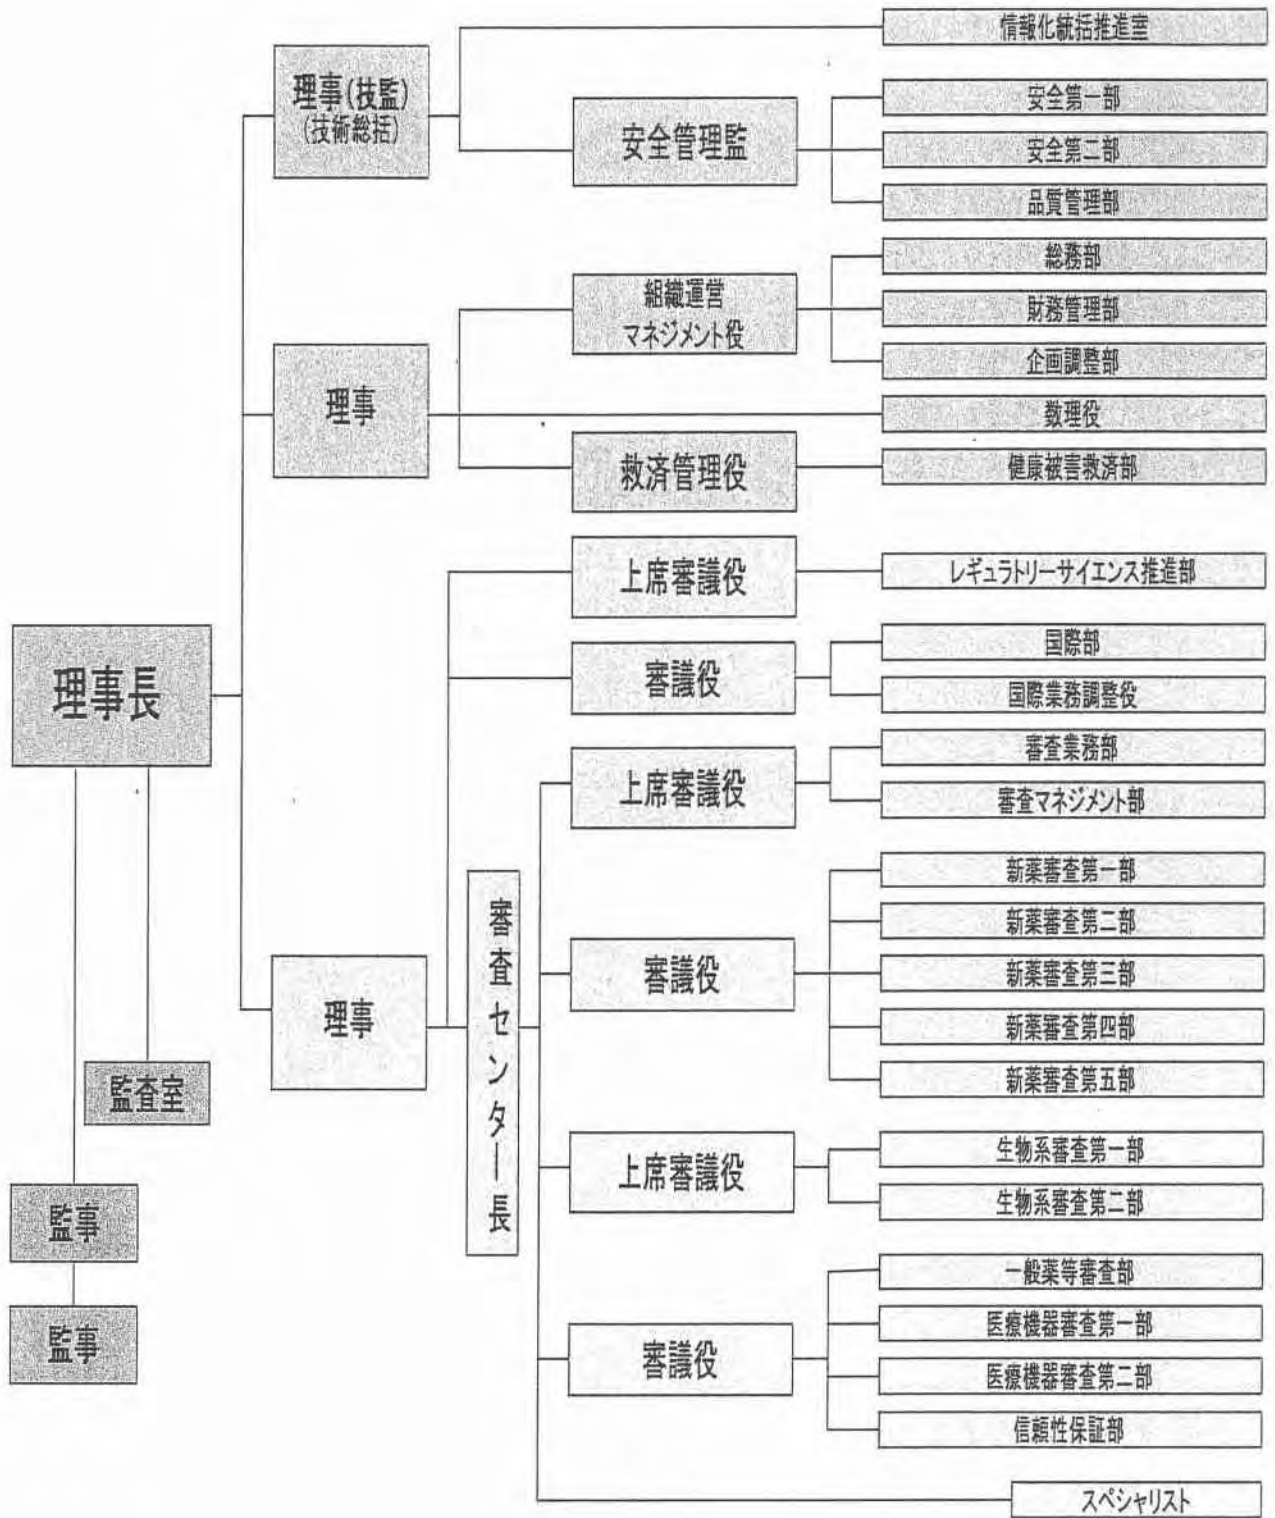 情報化統括推進室
理事(技監)
(技術総括)
安全管理監
安全第一部
安全第二部
品質管理部
組織運営
マネジメント役
総務部
財務管理部
企画調整部
理事
数理役
救済管理役
健康被害救済部
上席審議役
レギュラトリーサイエンス推進部
理事長
審議役
国際部
国際業務調整役
上席審議役
審査業務部
審査マネジメント部
理事
審査センター長
審議役
新薬審査第一部
新薬審査第二部
新薬審査第三部
新薬審査第四部
新薬審査第五部
監査室
監事
監事
上席審議役
生物系審査第一部
生物系審査第二部
審議役
一般薬等審査部
医療機器審査第一部
医療機器審査第二部
信頼性保証部
スペシャリスト